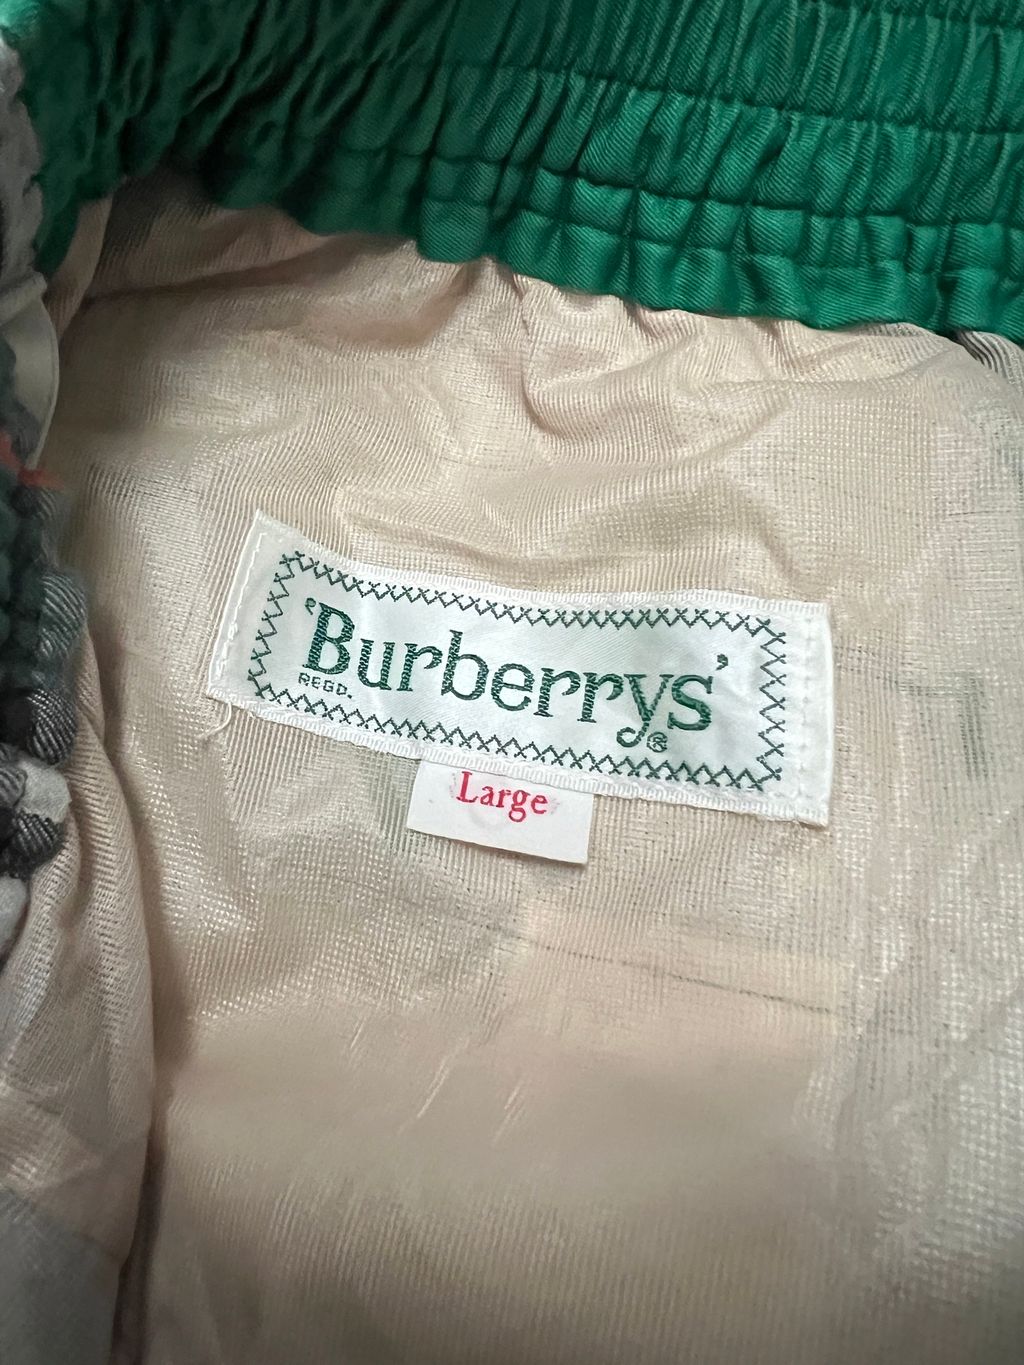 'Burberrys'
REGD. ®
Large